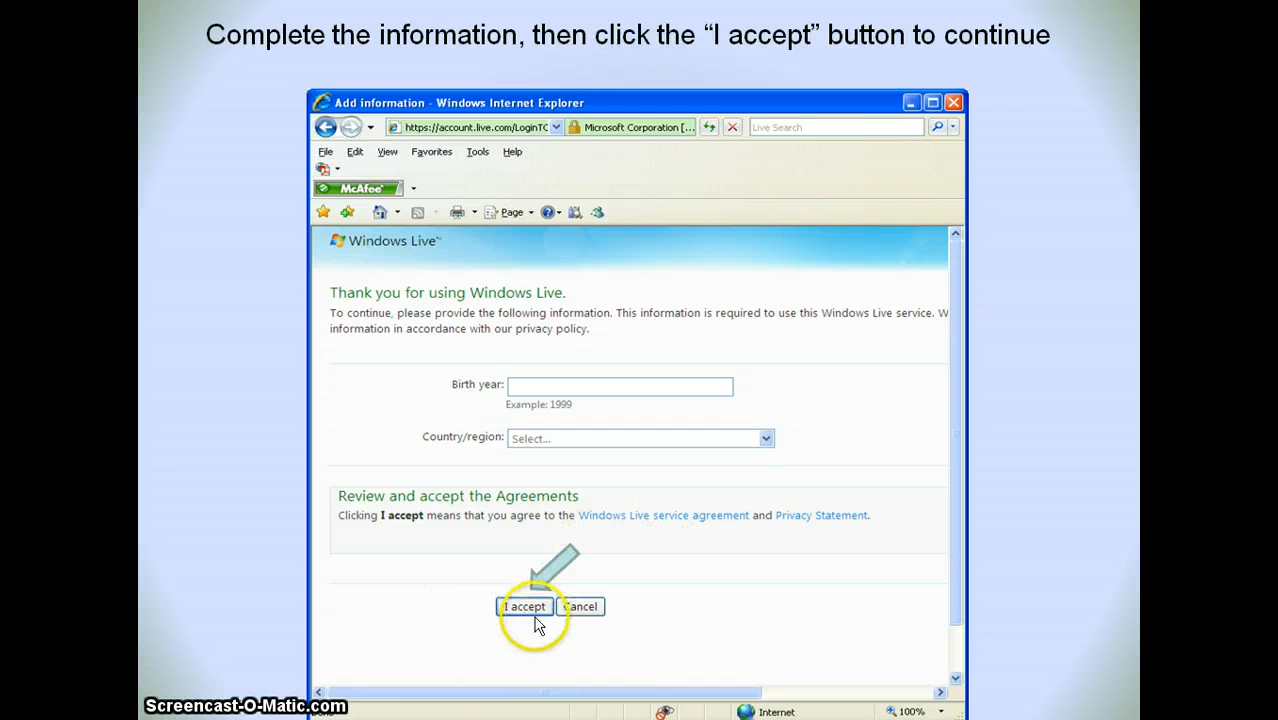 Complete the information, then click the “I accept” button to continue
Add information - Windows Internet Explorer
https://account.live.com/LoginTC Microsoft Corporation [... Live Search
File Edit View Favorites Tools Help
McAfee
Page
Windows Live™
Thank you for using Windows Live.
To continue, please provide the following information. This information is required to use this Windows Live service. W
information in accordance with our privacy policy.
Birth year:
Example: 1999
Country/region: Select...
Review and accept the Agreements
Clicking I accept means that you agree to the Windows Live service agreement and Privacy Statement.
I accept Cancel
Screencast-O-Matic.com
Internet 100%